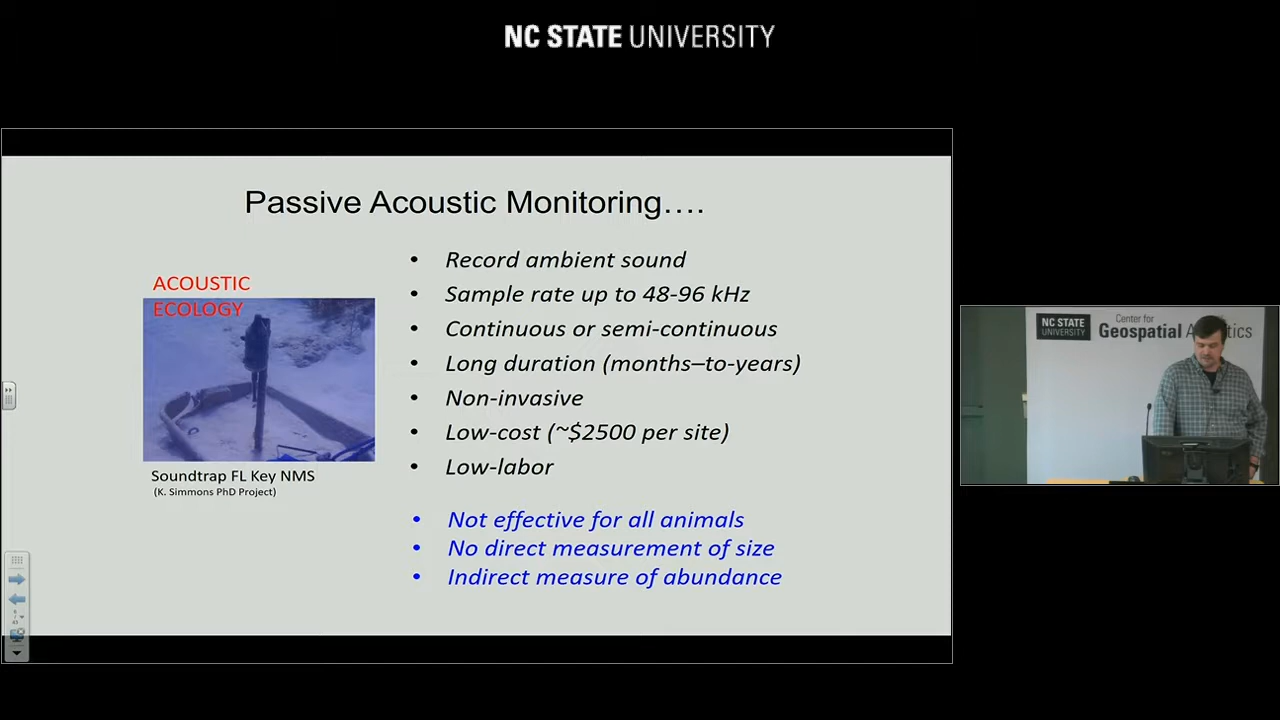 NC STATE UNIVERSITY
Passive Acoustic Monitoring....
ACOUSTIC
ECOLOGY
Soundtrap FL Key NMS
(K. Simmons PhD Project)
• Record ambient sound
• Sample rate up to 48-96 kHz
• Continuous or semi-continuous
• Long duration (months–to-years)
• Non-invasive
• Low-cost (~$2500 per site)
• Low-labor
• Not effective for all animals
• No direct measurement of size
• Indirect measure of abundance
NC STATE
UNIVERSITY
Center for
Geospatial